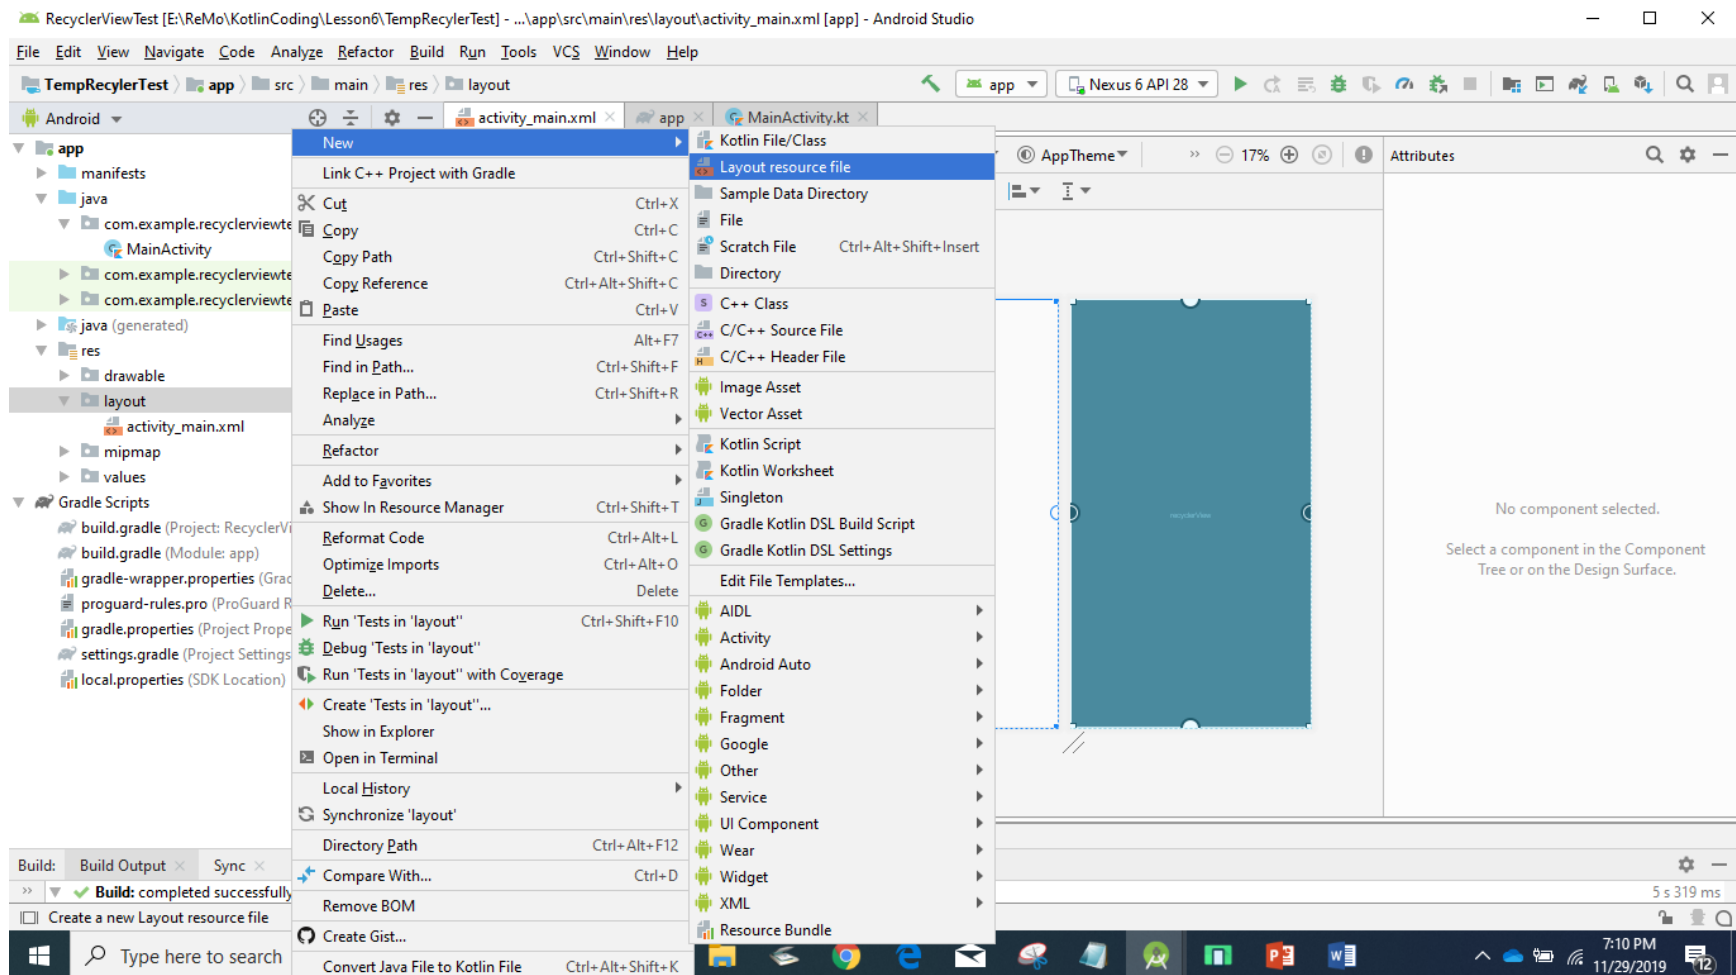 RecyclerViewTest [E:\ReMo\KotlinCoding\Lesson6\TempRecylerTest] - ...\app\src\main\res\layout\activity_main.xml [app] - Android Studio
File Edit View Navigate Code Analyze Refactor Build Run Tools VCS Window Help
TempRecylerTest app src main res layout
app Nexus 6 API 28
Android
activity_main.xml app MainActivity.kt
app
manifests
java
com.example.recyclerviewte
MainActivity
com.example.recyclerviewte
com.example.recyclerviewte
java (generated)
res
drawable
layout
activity_main.xml
mipmap
values
Gradle Scripts
build.gradle (Project: RecyclerVi
build.gradle (Module: app)
gradle-wrapper.properties (Grad
proguard-rules.pro (ProGuard R
gradle.properties (Project Prope
settings.gradle (Project Settings
local.properties (SDK Location)
New
Link C++ Project with Gradle
Cut Ctrl+X
Copy Ctrl+C
Copy Path Ctrl+Shift+C
Copy Reference Ctrl+Alt+Shift+C
Paste Ctrl+V
Find Usages Alt+F7
Find in Path... Ctrl+Shift+F
Replace in Path... Ctrl+Shift+R
Analyze
Refactor
Add to Favorites
Show In Resource Manager Ctrl+Shift+T
Reformat Code Ctrl+Alt+L
Optimize Imports Ctrl+Alt+O
Delete... Delete
Run 'Tests in 'layout'' Ctrl+Shift+F10
Debug 'Tests in 'layout''
Run 'Tests in 'layout'' with Coverage
Create 'Tests in 'layout''...
Show in Explorer
Open in Terminal
Local History
Synchronize 'layout'
Directory Path Ctrl+Alt+F12
Compare With... Ctrl+D
Remove BOM
Create Gist...
Convert Java File to Kotlin File Ctrl+Alt+Shift+K
Kotlin File/Class
Layout resource file
Sample Data Directory
File
Scratch File Ctrl+Alt+Shift+Insert
Directory
C++ Class
C/C++ Source File
C/C++ Header File
Image Asset
Vector Asset
Kotlin Script
Kotlin Worksheet
Singleton
Gradle Kotlin DSL Build Script
Gradle Kotlin DSL Settings
Edit File Templates...
AIDL
Activity
Android Auto
Folder
Fragment
Google
Other
Service
UI Component
Wear
Widget
XML
Resource Bundle
AppTheme 17%
recyclerView
Attributes
No component selected.
Select a component in the Component
Tree or on the Design Surface.
Build: Build Output Sync
Build: completed successfully
5 s 319 ms
Create a new Layout resource file
Type here to search
7:10 PM
11/29/2019
12